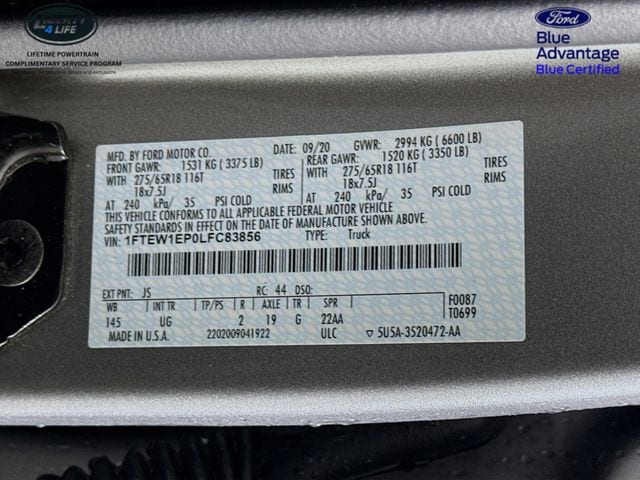 LIBERTY
4 LIFE
LIFETIME POWERTRAIN
COMPLIMENTARY SERVICE PROGRAM
Ford
Blue
Advantage
Blue Certified
MFD. BY FORD MOTOR CO.
DATE: 09/20 GVWR: 2994 KG ( 6600 LB)
FRONT GAWR: 1531 KG ( 3375 LB) REAR GAWR: 1520 KG ( 3350 LB)
WITH 275/65R18 116T TIRES WITH 275/65R18 116T TIRES
18x7.5J RIMS 18x7.5J RIMS
AT 240 kPa/ 35 PSI COLD AT 240 kPa/ 35 PSI COLD
THIS VEHICLE CONFORMS TO ALL APPLICABLE FEDERAL MOTOR VEHICLE
SAFETY STANDARDS IN EFFECT ON THE DATE OF MANUFACTURE SHOWN ABOVE.
VIN: 1FTEW1EP0LFC83856 TYPE: Truck
EXT PNT: JS RC: 44 DSO:
WB INT TR TP/PS R AXLE TR SPR F0087
145 UG 2 19 G 22AA T0699
MADE IN U.S.A. 2202009041922 ULC ▽ 5U5A-3520472-AA